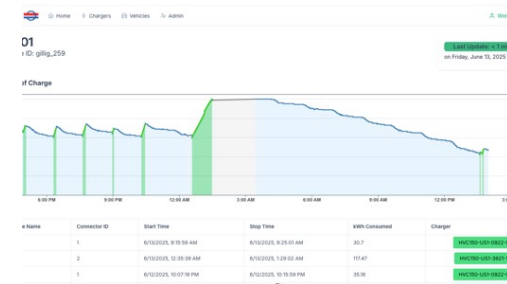 Home Chargers Vehicles Admin
01
ID: gillig_259
Last Update: < 1
on Friday, June 13, 2025
of Charge
6:00 PM 9:00 PM 12:00 AM 3:00 AM 6:00 AM 9:00 AM 12:00 PM
Name Connector ID Start Time Stop Time kWh Consumed Charger
1 6/13/2025, 9:15:59 AM 6/13/2025, 9:25:01 AM 30.7
2 6/13/2025, 12:35:39 AM 6/13/2025, 1:29:02 AM 117.47
1 6/12/2025, 10:07:19 PM 6/12/2025, 10:15:59 PM 35.18